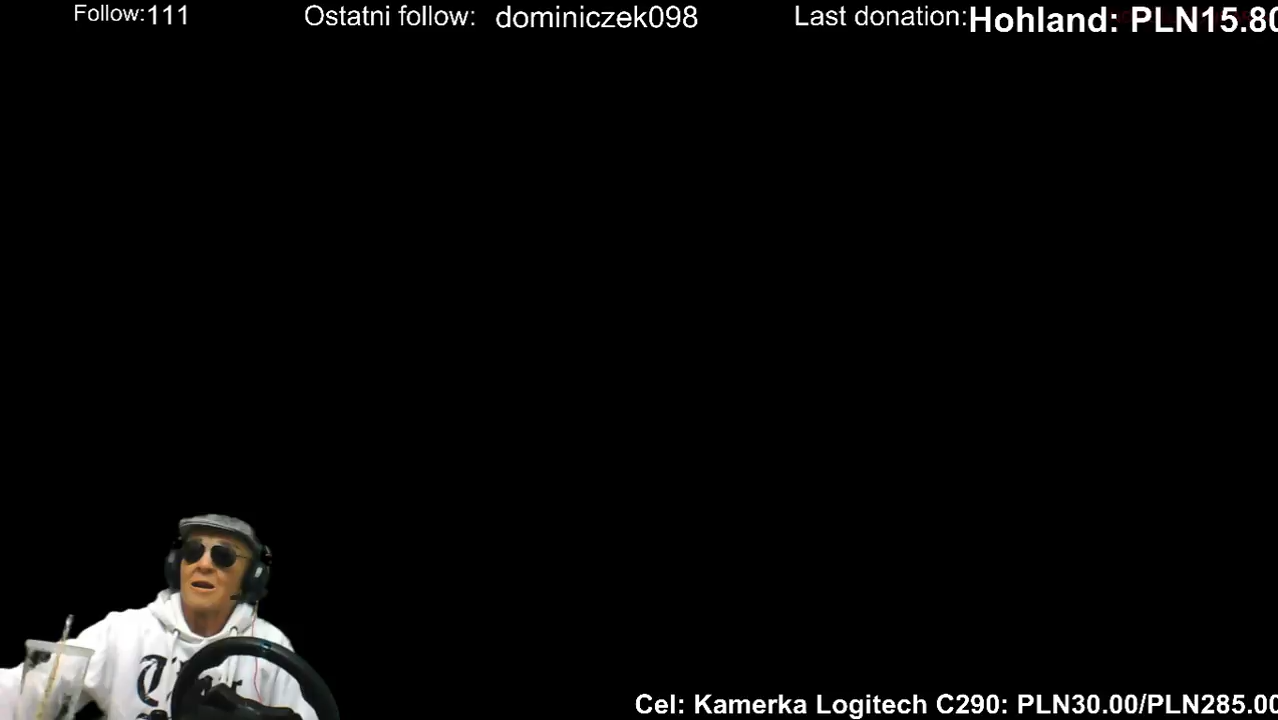 Follow:111
Ostatni follow: dominiczek098
Last donation:Hohland: PLN15.80
Cel: Kamerka Logitech C290: PLN30.00/PLN285.00